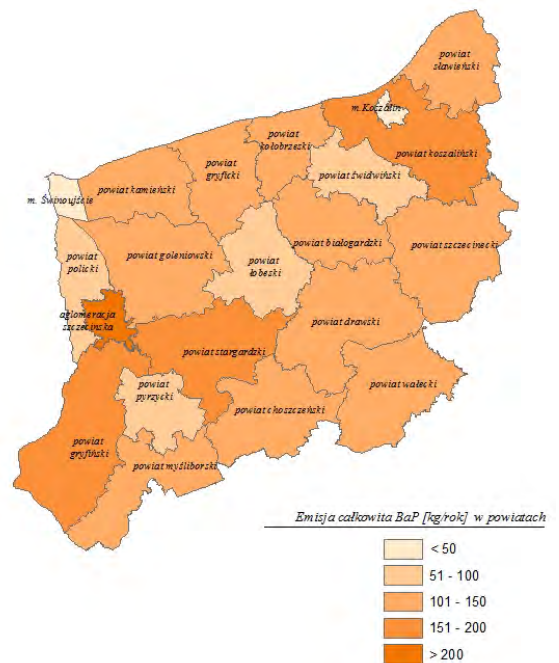 powiat
sławieński
m. Koszalin
powiat
kołobrzeski
powiat koszaliński
powiat
gryficki
powiat świdwiński
powiat kamieński
m. Świnoujście
powiat białogardzki
powiat szczecinecki
powiat
policki
powiat goleniowski
powiat
łobeski
aglomeracja
szczecińska
powiat drawski
powiat stargardzki
powiat wałecki
powiat
pyrzycki
powiat choszczeński
powiat
gryfiński
powiat myśliborski
Emisja całkowita BaP [kg/rok] w powiatach
< 50
51 - 100
101 - 150
151 - 200
> 200